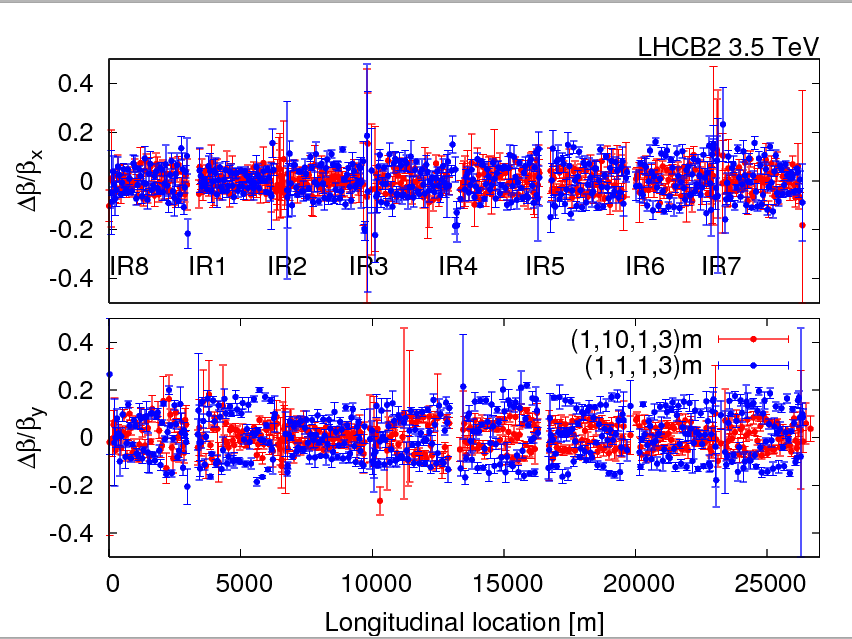 LHCB2 3.5 TeV
Δβ/βx
0.4
0.2
0
-0.2
-0.4
IR8 IR1 IR2 IR3 IR4 IR5 IR6 IR7
Δβ/βy
0.4
0.2
0
-0.2
-0.4
(1,10,1,3)m
(1,1,1,3)m
0 5000 10000 15000 20000 25000
Longitudinal location [m]